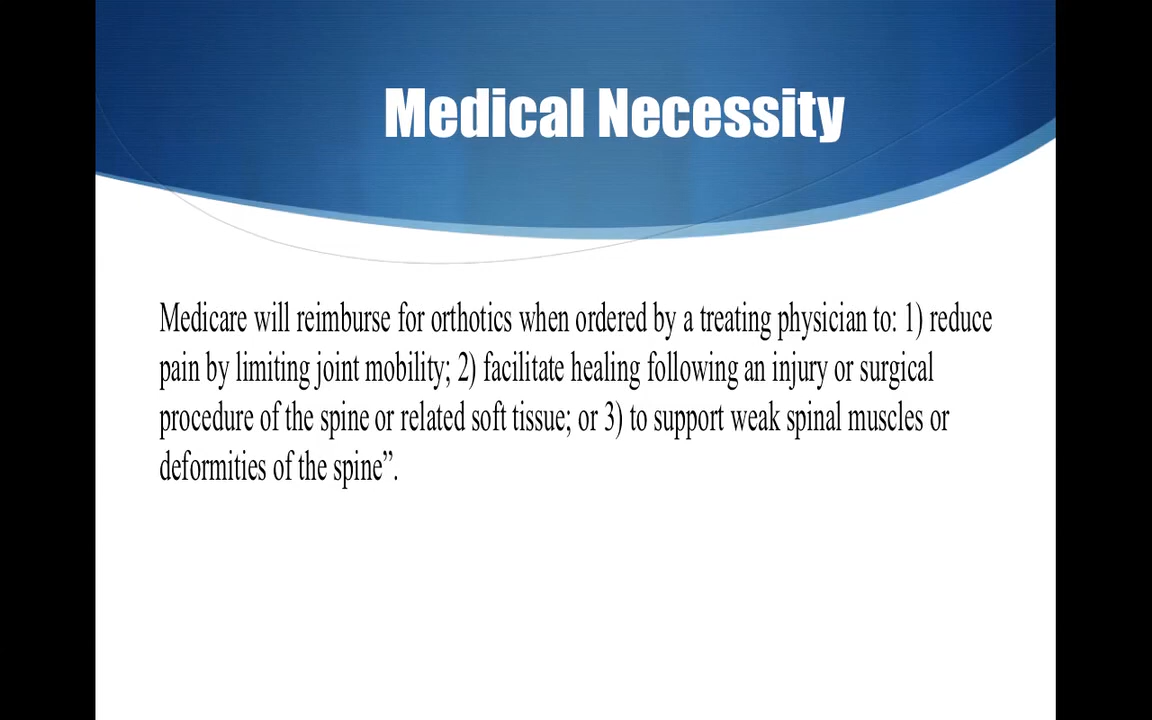 Medical Necessity
Medicare will reimburse for orthotics when ordered by a treating physician to: 1) reduce
pain by limiting joint mobility; 2) facilitate healing following an injury or surgical
procedure of the spine or related soft tissue; or 3) to support weak spinal muscles or
deformities of the spine”.